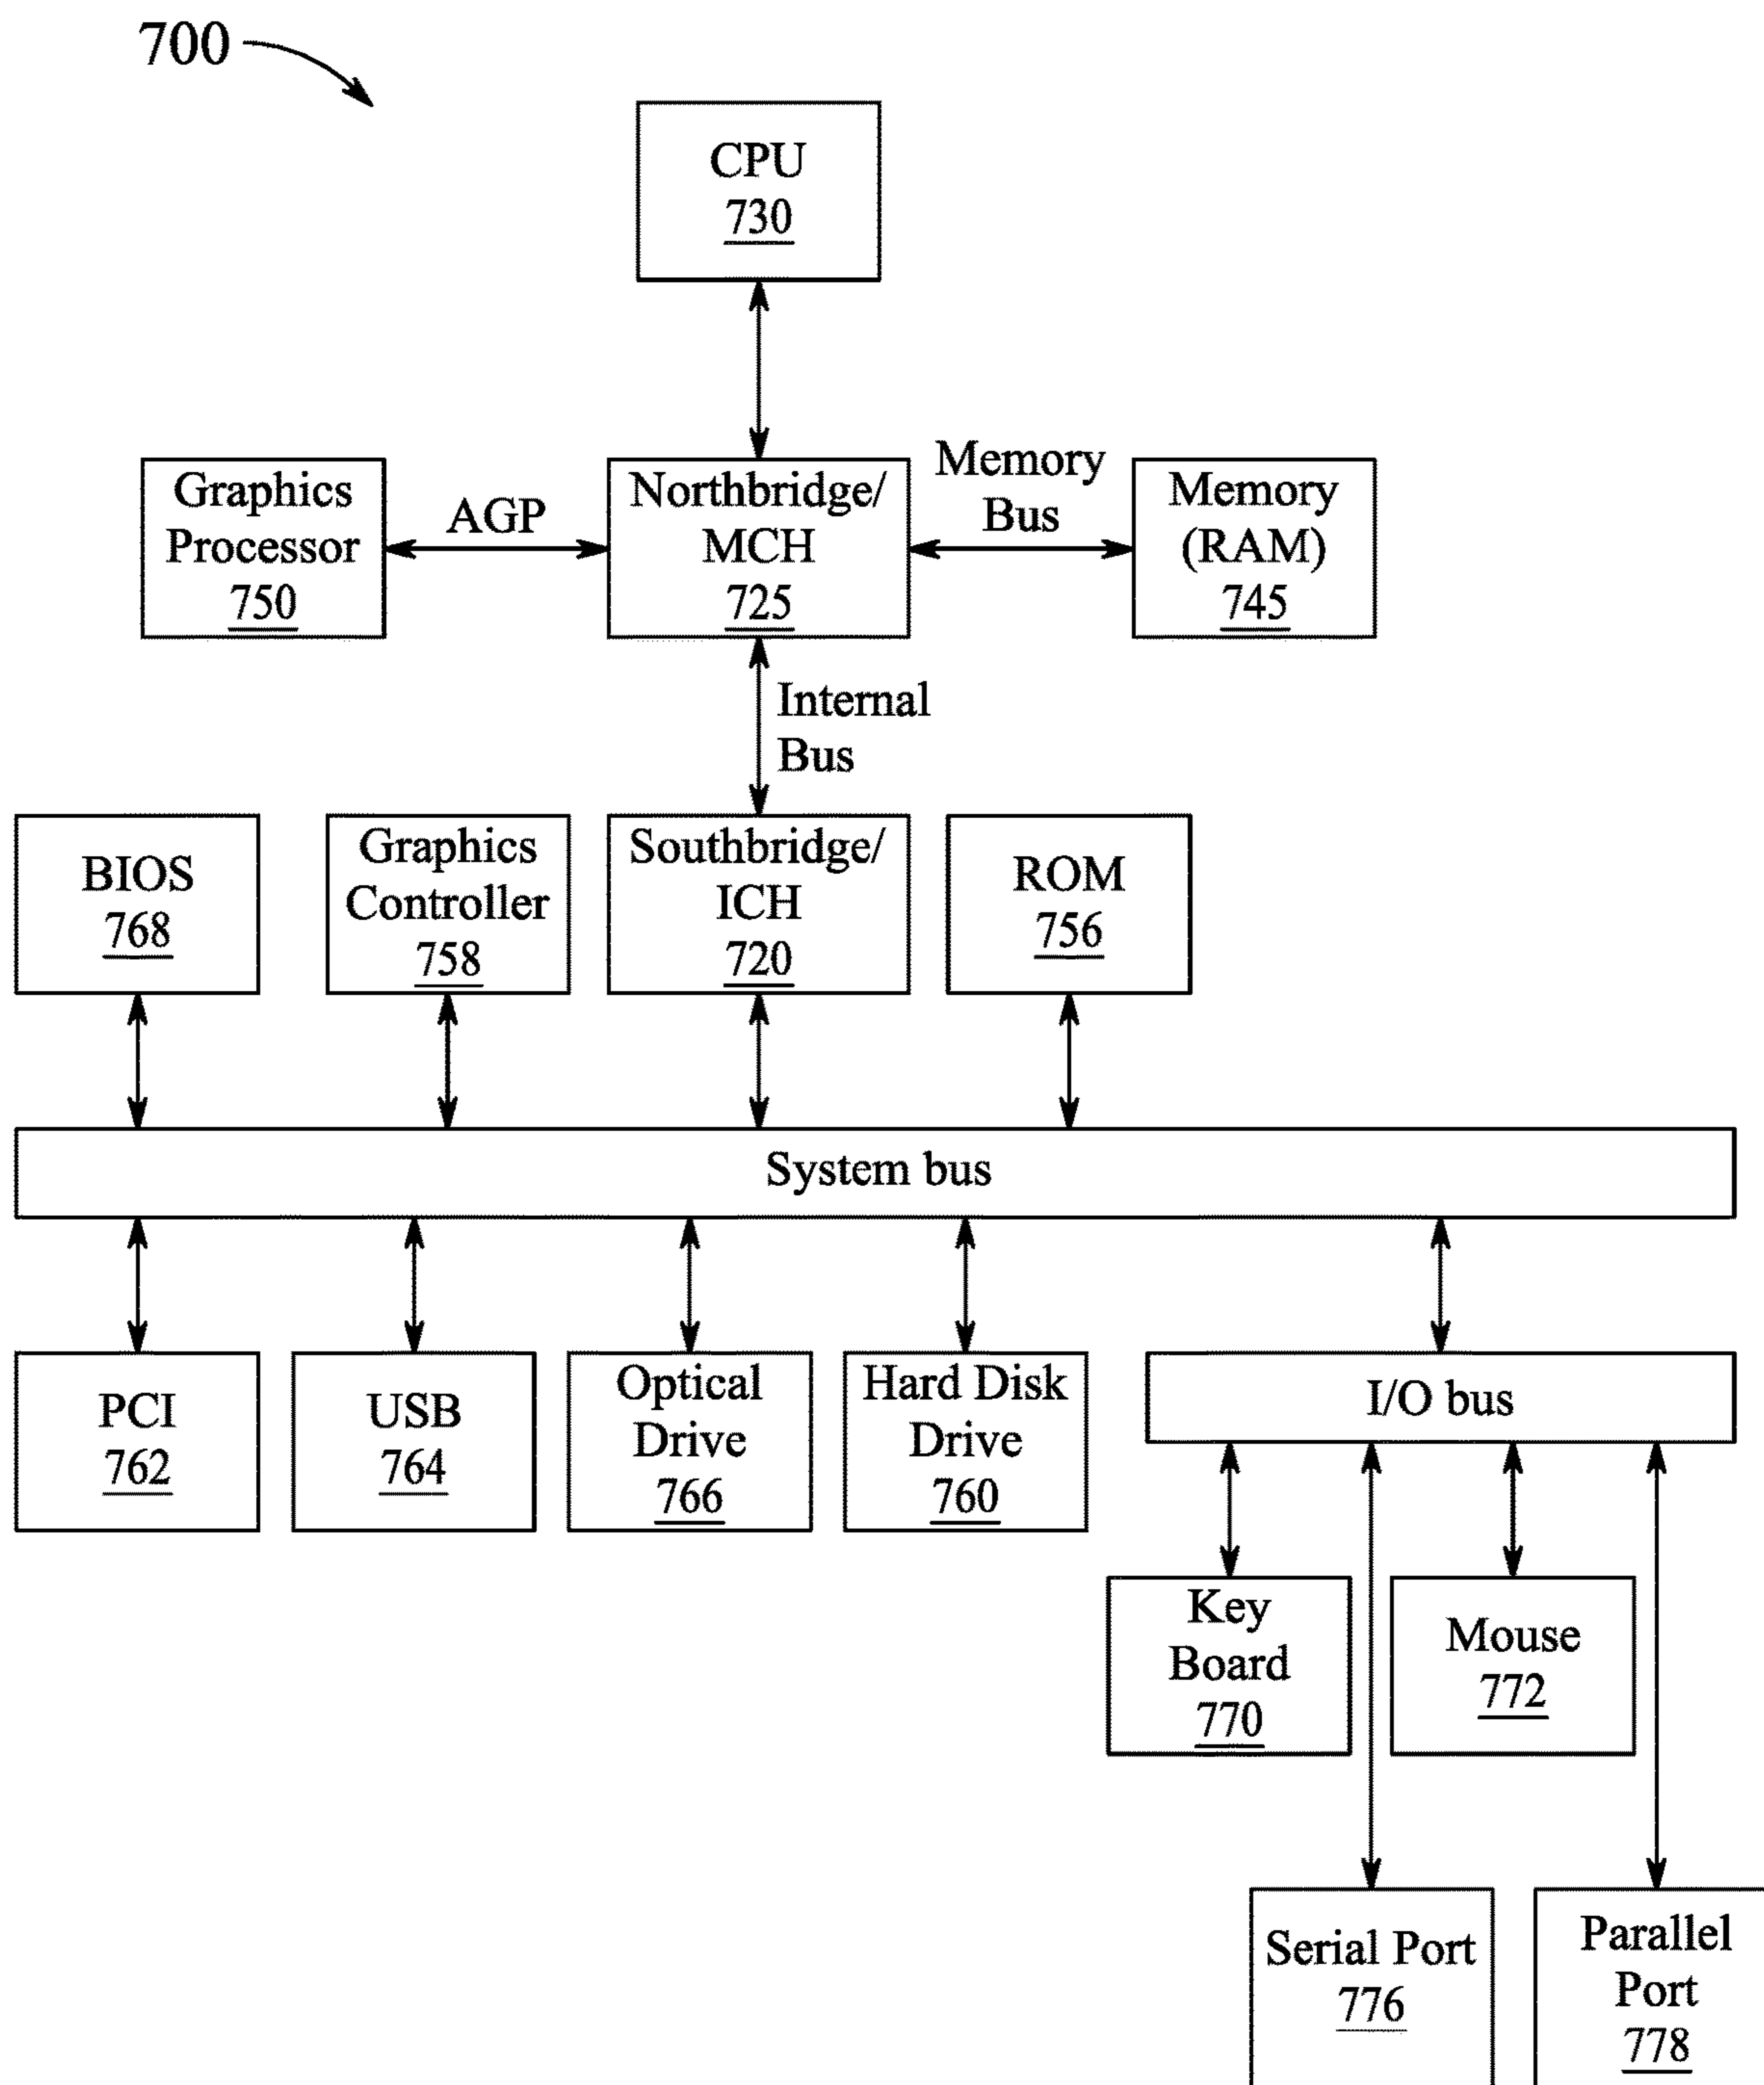 700
CPU
730
Graphics
Processor
750
AGP
Northbridge/
MCH
725
Memory
Bus
Memory
(RAM)
745
Internal
Bus
BIOS
768
Graphics
Controller
758
Southbridge/
ICH
720
ROM
756
System bus
PCI
762
USB
764
Optical
Drive
766
Hard Disk
Drive
760
I/O bus
Key
Board
770
Mouse
772
Serial Port
776
Parallel
Port
778